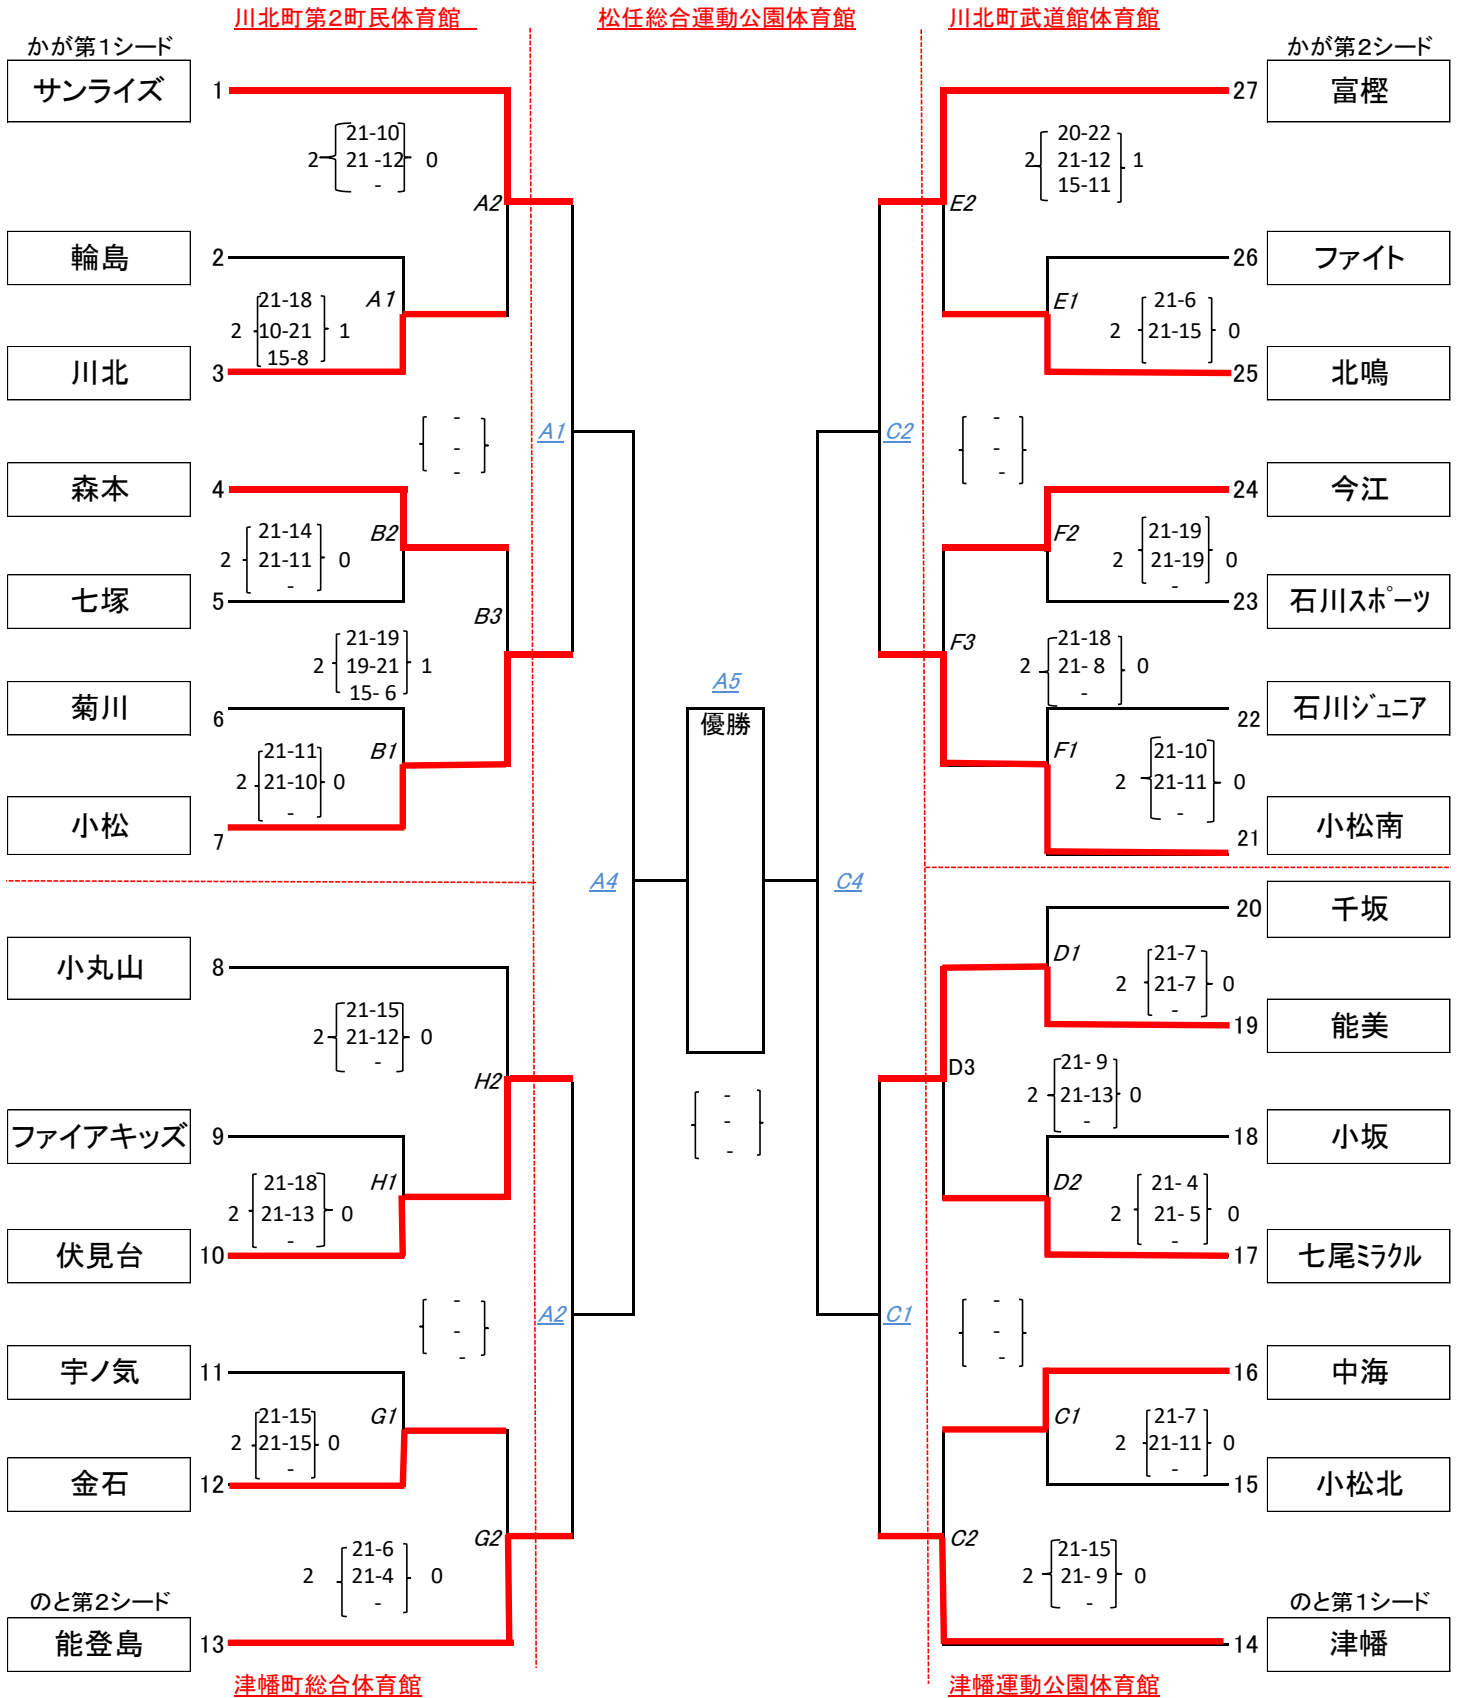 川北町第2町民体育館 松任総合運動公園体育館 川北町武道館体育館
かが第1シード
サンライズ 1
21-10
2 21 -12 0
-
A2
輪島 2
A1
21-18
2 10-21 1
15-8
川北 3
-
-
-
A1
森本 4
B2
21-14
2 21-11 0
-
七塚 5
B3
21-19
2 19-21 1
15- 6
菊川 6
B1
21-11
2 21-10 0
-
小松 7
A4
小丸山 8
21-15
2 21-12 0
-
H2
ファイアキッズ 9
H1
21-18
2 21-13 0
-
伏見台 10
-
-
-
A2
宇ノ気 11
G1
21-15
2 21-15 0
-
金石 12
G2
21-6
2 21-4 0
-
のと第2シード
能登島 13
津幡町総合体育館
A5
優勝
-
-
-
かが第2シード
27 富樫
20-22
2 21-12 1
15-11
E2
26 ファイト
E1
21-6
2 21-15 0
25 北鳴
-
-
-
C2
24 今江
F2
21-19
2 21-19 0
-
23 石川スポーツ
F3
21-18
2 21- 8 0
-
22 石川ジュニア
F1
21-10
2 21-11 0
-
21 小松南
C4
20 千坂
D1
21-7
2 21-7 0
-
19 能美
D3
21- 9
2 21-13 0
-
18 小坂
D2
21- 4
2 21- 5 0
-
17 七尾ミラクル
-
-
-
C1
16 中海
C1
21-7
2 21-11 0
-
15 小松北
C2
21-15
2 21- 9 0
-
のと第1シード
14 津幡
津幡運動公園体育館